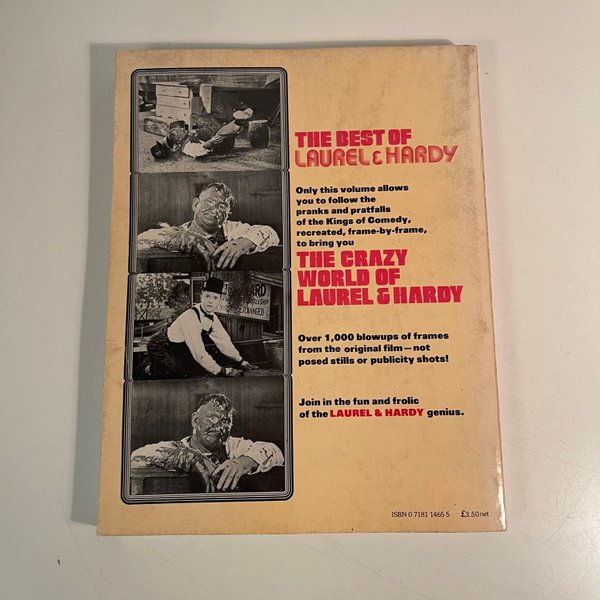 THE BEST OF
LAUREL & HARDY
Only this volume allows
you to follow the
pranks and pratfalls
of the Kings of Comedy,
recreated, frame-by-frame,
to bring you
THE CRAZY
WORLD OF
LAUREL & HARDY
Over 1,000 blowups of frames
from the original film—not
posed stills or publicity shots!
Join in the fun and frolic
of the LAUREL & HARDY genius.
ISBN 0 7181 1465 5 £3.50 net